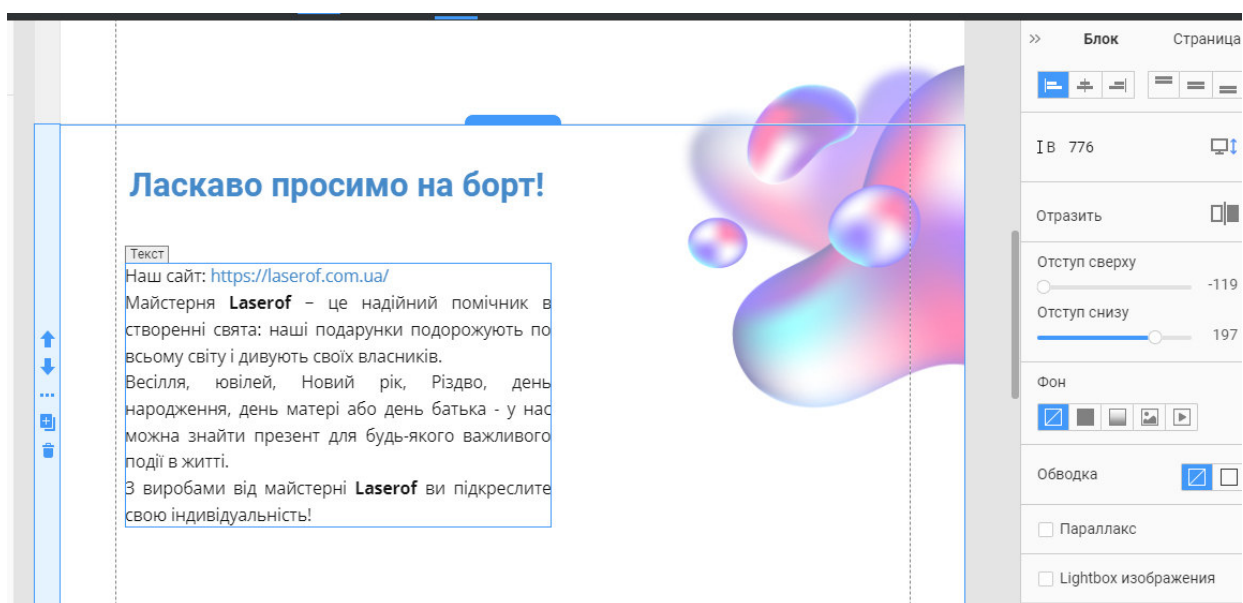 Блок Страница
В 776
Отразить
Ласкаво просимо на борт!
Текст
Наш сайт: https://laserof.com.ua/
Майстерня Laserof – це надійний помічник в
створенні свята: наші подарунки подорожують по
всьому світу і дивують своїх власників.
Весілля, ювілей, Новий рік, Різдво, день
народження, день матері або день батька - у нас
можна знайти презент для будь-якого важливого
події в житті.
З виробами від майстерні Laserof ви підкреслите
свою індивідуальність!
Отступ сверху
-119
Отступ снизу
197
Фон
Обводка
Параллакс
Lightbox изображения